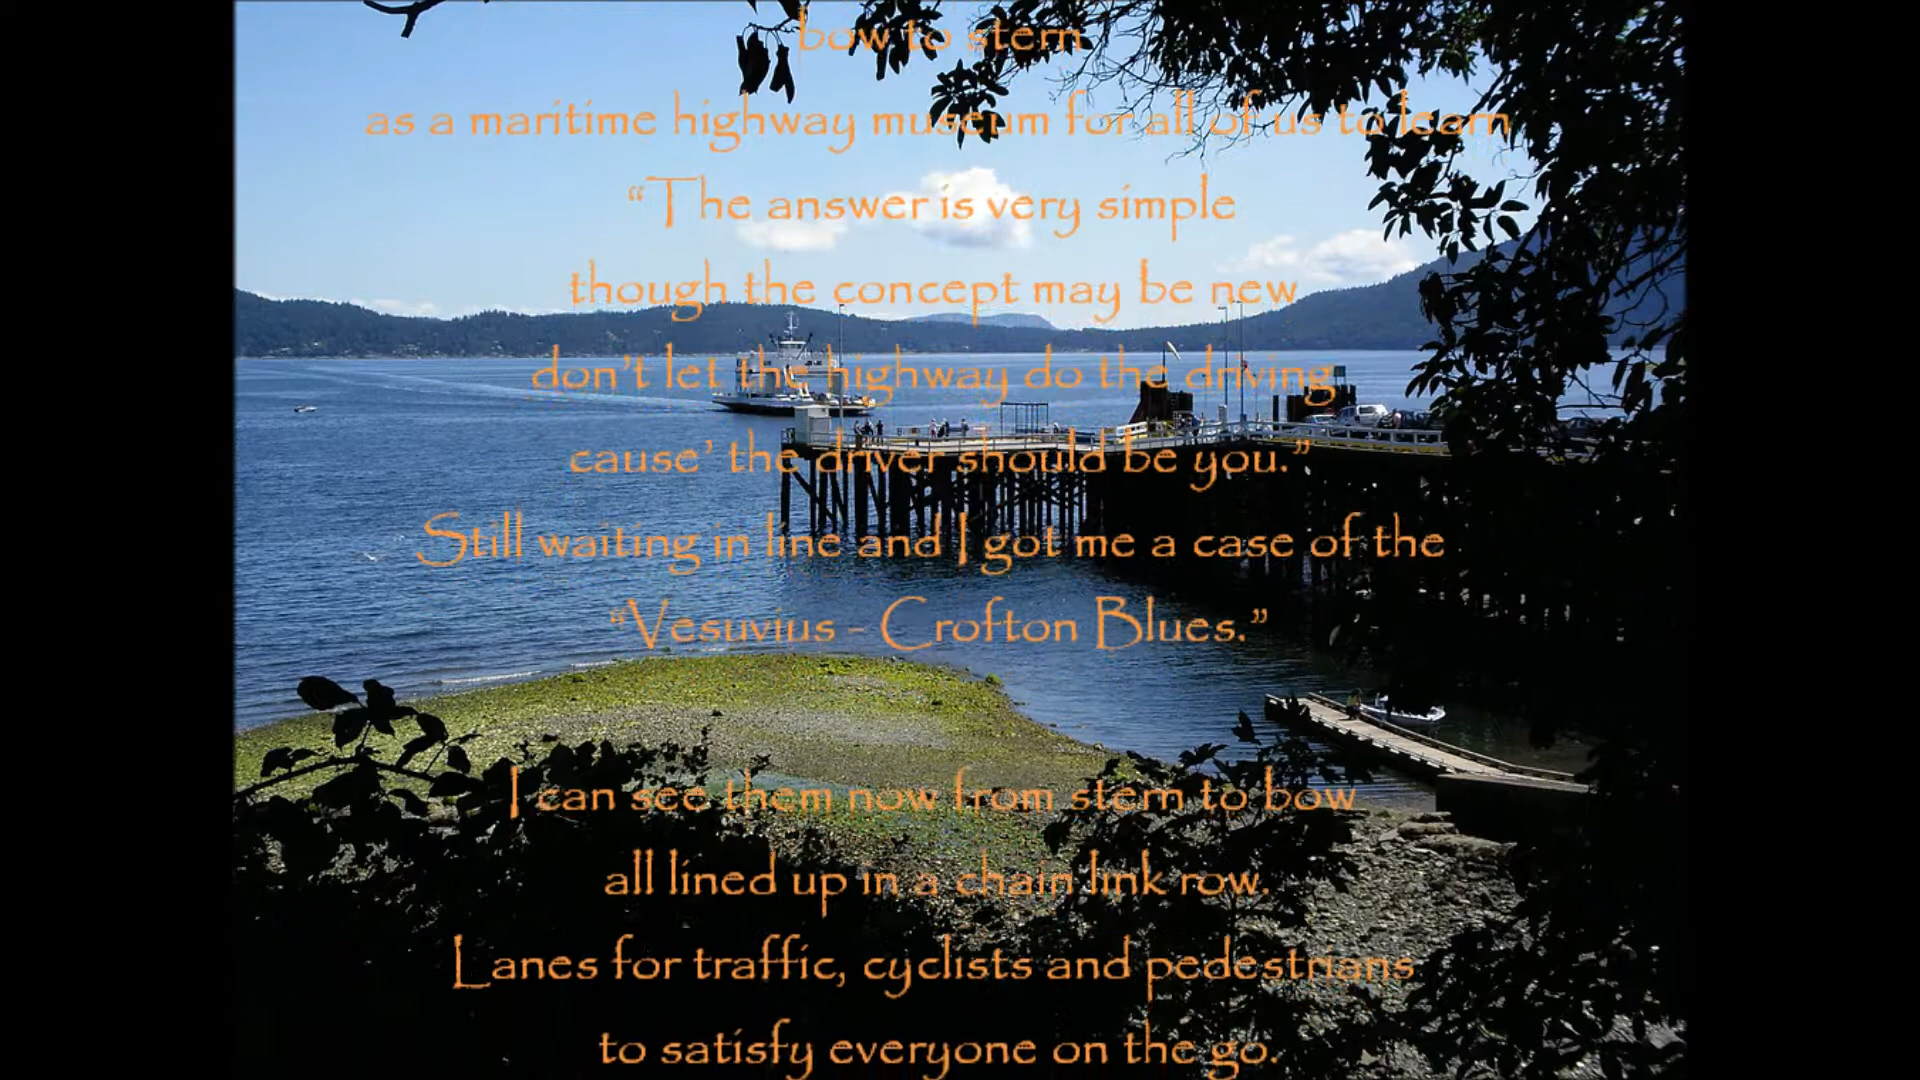 bow to stern
as a maritime highway museum for all of us to learn
“The answer is very simple
though the concept may be new
don’t let the highway do the driving
cause’ the driver should be you.”
Still waiting in line and I got me a case of the
“Vesuvius - Crofton Blues.”
I can see them now from stern to bow
all lined up in a chain link row.
Lanes for traffic, cyclists and pedestrians
to satisfy everyone on the go.